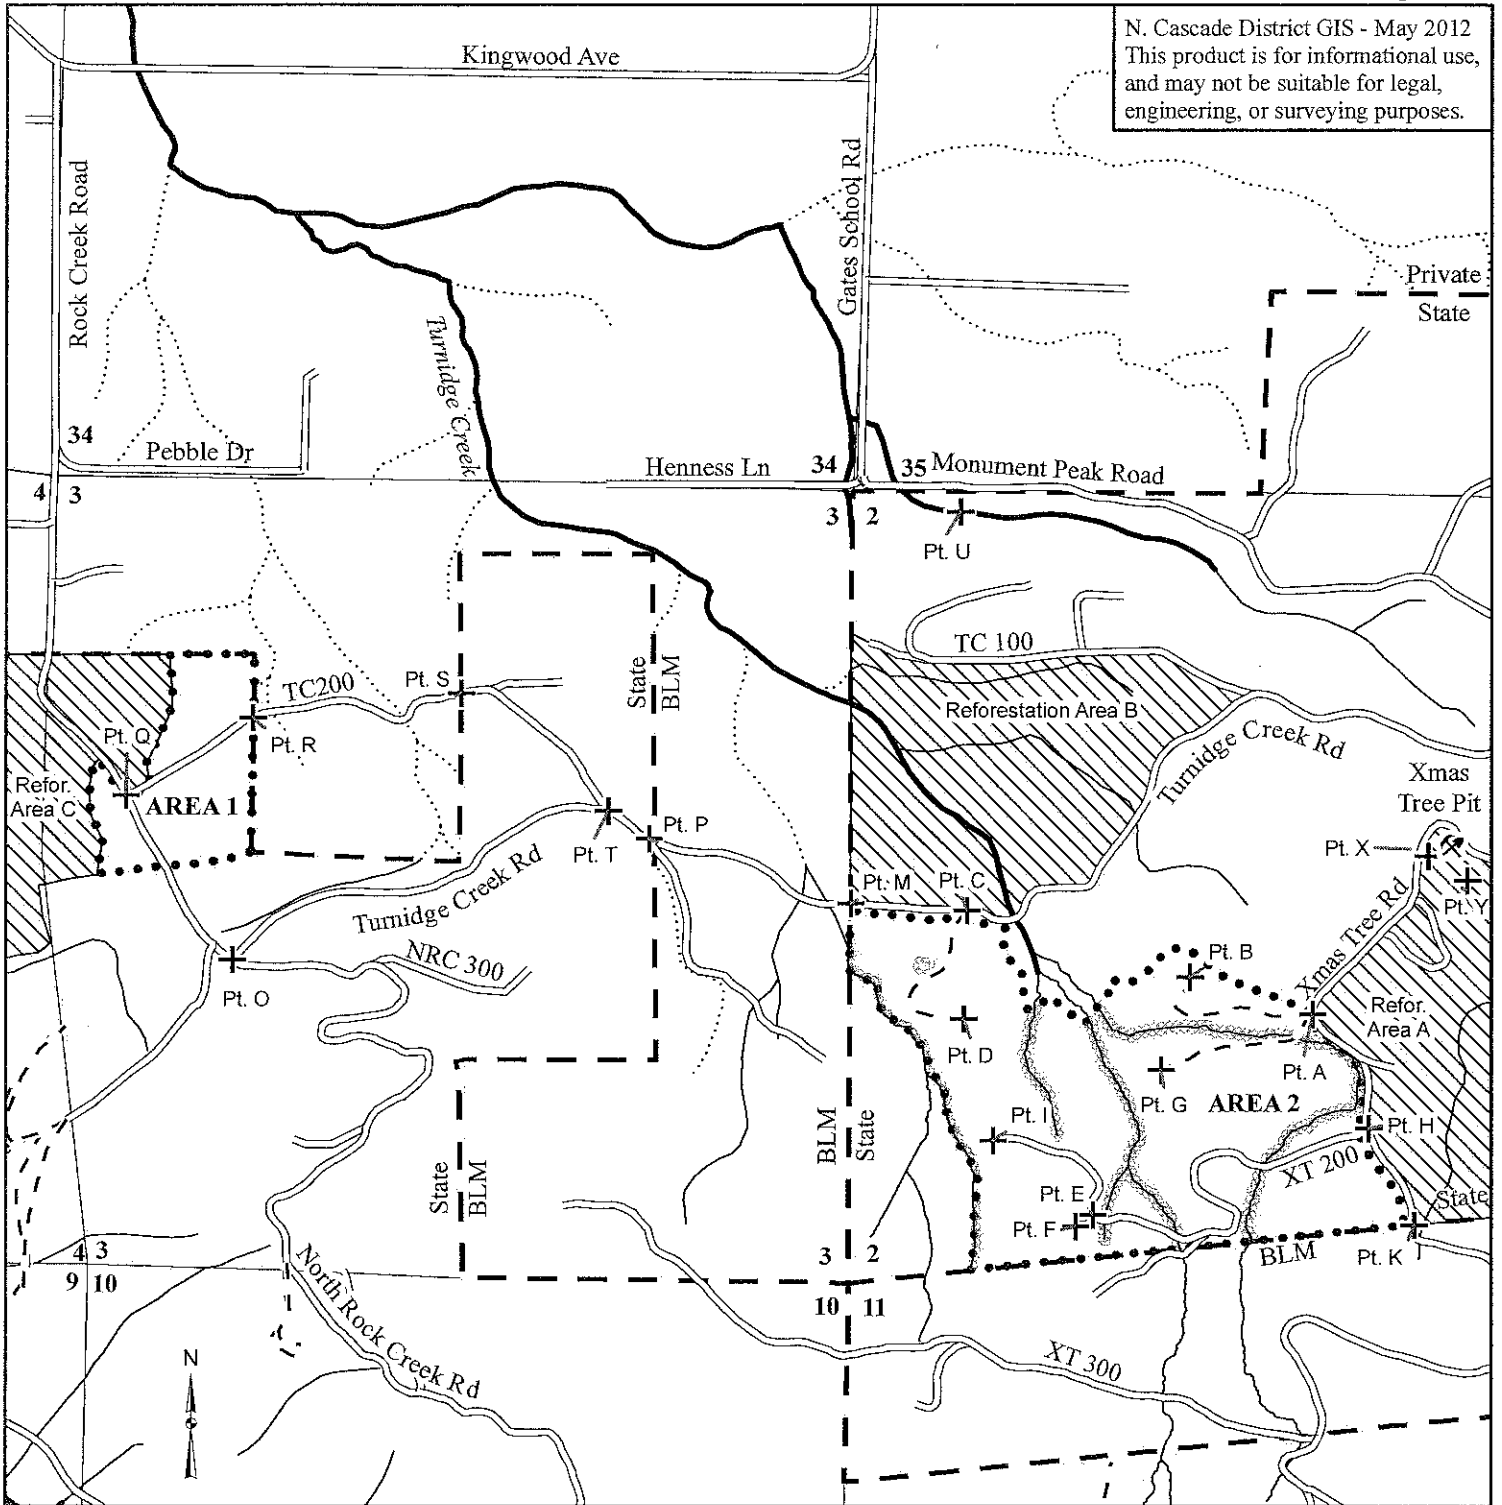 N. Cascade District GIS - May 2012
This product is for informational use,
and may not be suitable for legal,
engineering, or surveying purposes.
Kingwood Ave
Rock Creek Road
Gates School Rd
Private
State
Turnidge Creek
34
Pebble Dr
Henness Ln
34
35
Monument Peak Road
4
3
3
2
Pt. U
TC 100
State
BLM
Pt. S
TC200
Pt. R
Pt. Q
Reforestation Area B
Turnidge Creek Rd
Xmas
Tree Pit
Refor.
Area C
AREA 1
Pt. T
Pt. P
Pt. X
Pt. Y
Pt. M
Pt. C
Turnidge Creek Rd
NRC 300
Pt. O
Xmas Tree Rd
Pt. B
Refor.
Area A
Pt. D
Pt. A
Pt. G
AREA 2
Pt. I
Pt. H
BLM
State
XT 200
State
BLM
Pt. E
Pt. F
State
BLM
Pt. K
4
3
9
10
3
2
10
11
North Rock Creek Rd
XT 300
N